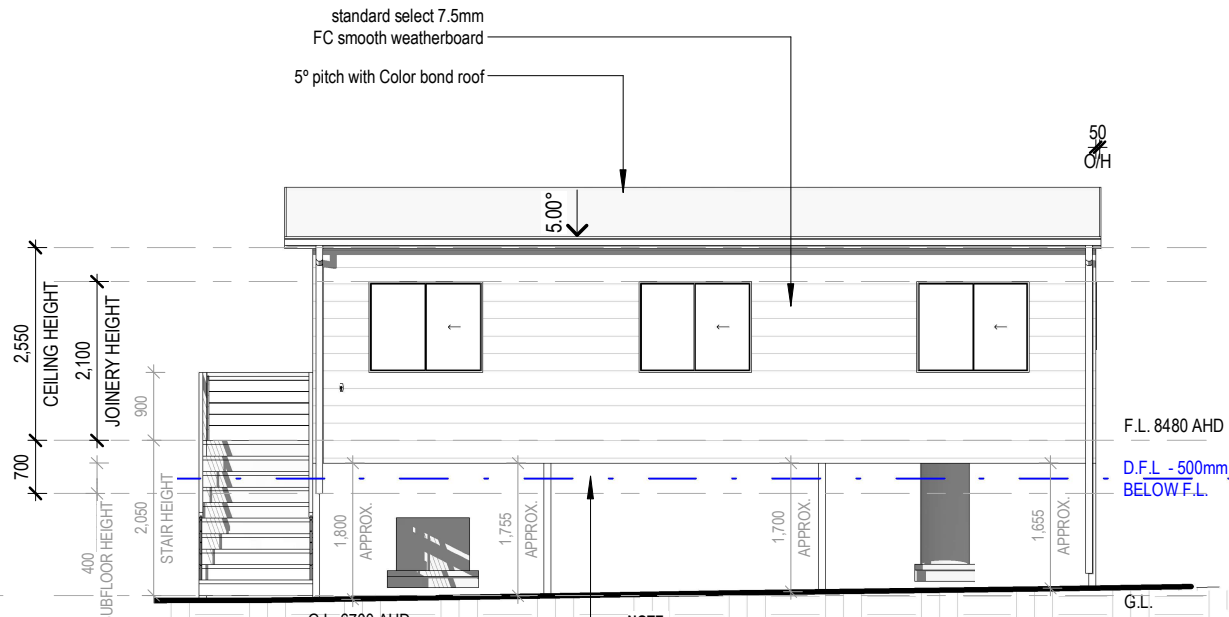 standard select 7.5mm
FC smooth weatherboard
5º pitch with Color bond roof
50
O/H
5.00°
2,550
CEILING HEIGHT
2,100
JOINERY HEIGHT
900
700
400
UBFLOOR HEIGHT
2,050
STAIR HEIGHT
1,800
APPROX.
1,755
APPROX.
1,700
APPROX.
1,655
APPROX.
F.L. 8480 AHD
D.F.L - 500mm
BELOW F.L.
G.L.